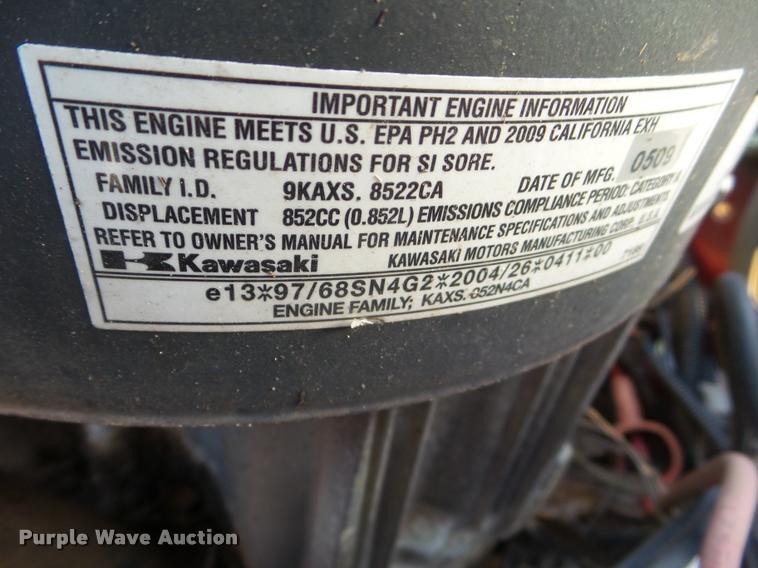 IMPORTANT ENGINE INFORMATION
THIS ENGINE MEETS U.S. EPA PH2 AND 2009 CALIFORNIA EXH
EMISSION REGULATIONS FOR SI SORE.
FAMILY I.D. 9KAXS. 8522CA DATE OF MFG. 0509
DISPLACEMENT 852CC (0.852L) EMISSIONS COMPLIANCE PERIOD: CATEGORY
REFER TO OWNER'S MANUAL FOR MAINTENANCE SPECIFICATIONS AND ADJUSTMENTS.
Kawasaki KAWASAKI MOTORS MANUFACTURING CORP. U.S.A.
e13*97/68SN4G2*2004/26*0411*00
ENGINE FAMILY; KAXS. 052N4CA
Purple Wave Auction